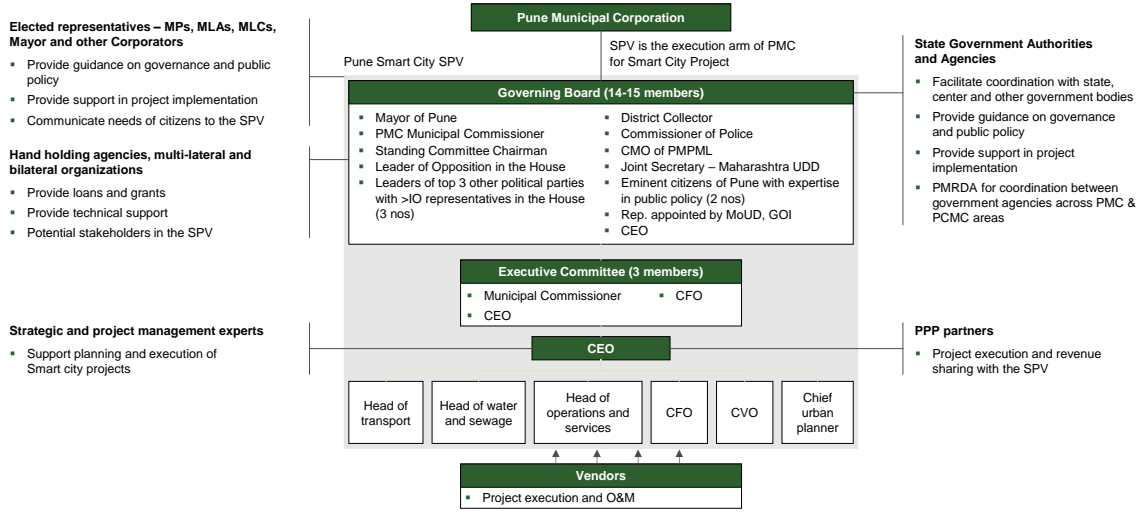 Pune Municipal Corporation
Elected representatives – MPs, MLAs, MLCs,
Mayor and other Corporators
▪ Provide guidance on governance and public
policy
▪ Provide support in project implementation
▪ Communicate needs of citizens to the SPV
Hand holding agencies, multi-lateral and
bilateral organizations
▪ Provide loans and grants
▪ Provide technical support
▪ Potential stakeholders in the SPV
Pune Smart City SPV
SPV is the execution arm of PMC
for Smart City Project
Governing Board (14-15 members)
▪ Mayor of Pune
▪ PMC Municipal Commissioner
▪ Standing Committee Chairman
▪ Leader of Opposition in the House
▪ Leaders of top 3 other political parties
with >IO representatives in the House
(3 nos)
▪ District Collector
▪ Commissioner of Police
▪ CMO of PMPML
▪ Joint Secretary – Maharashtra UDD
▪ Eminent citizens of Pune with expertise
in public policy (2 nos)
▪ Rep. appointed by MoUD, GOI
▪ CEO
State Government Authorities
and Agencies
▪ Facilitate coordination with state,
center and other government bodies
▪ Provide guidance on governance
and public policy
▪ Provide support in project
implementation
▪ PMRDA for coordination between
government agencies across PMC &
PCMC areas
Executive Committee (3 members)
▪ Municipal Commissioner
▪ CEO
▪ CFO
Strategic and project management experts
▪ Support planning and execution of
Smart city projects
CEO
PPP partners
▪ Project execution and revenue
sharing with the SPV
Head of
transport
Head of water
and sewage
Head of
operations and
services
CFO
CVO
Chief
urban
planner
Vendors
▪ Project execution and O&M